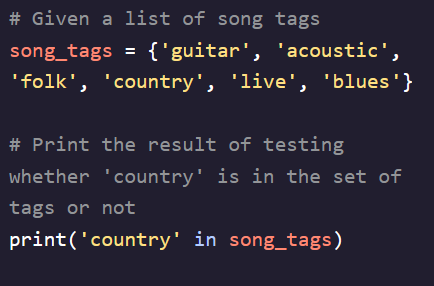 # Given a list of song tags
song_tags = {'guitar', 'acoustic',
'folk', 'country', 'live', 'blues'}
# Print the result of testing
whether 'country' is in the set of
tags or not
print('country' in song_tags)